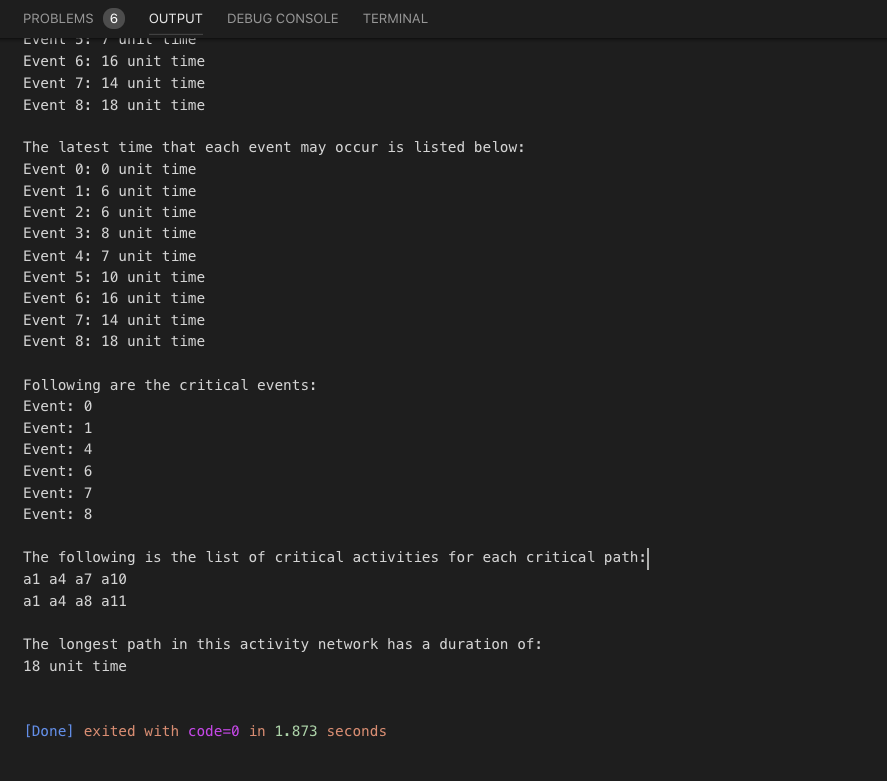 PROBLEMS 6 OUTPUT DEBUG CONSOLE TERMINAL
Event 5: 7 unit time
Event 6: 16 unit time
Event 7: 14 unit time
Event 8: 18 unit time
The latest time that each event may occur is listed below:
Event 0: 0 unit time
Event 1: 6 unit time
Event 2: 6 unit time
Event 3: 8 unit time
Event 4: 7 unit time
Event 5: 10 unit time
Event 6: 16 unit time
Event 7: 14 unit time
Event 8: 18 unit time
Following are the critical events:
Event: 0
Event: 1
Event: 4
Event: 6
Event: 7
Event: 8
The following is the list of critical activities for each critical path:
a1 a4 a7 a10
a1 a4 a8 a11
The longest path in this activity network has a duration of:
18 unit time
[Done] exited with code=0 in 1.873 seconds